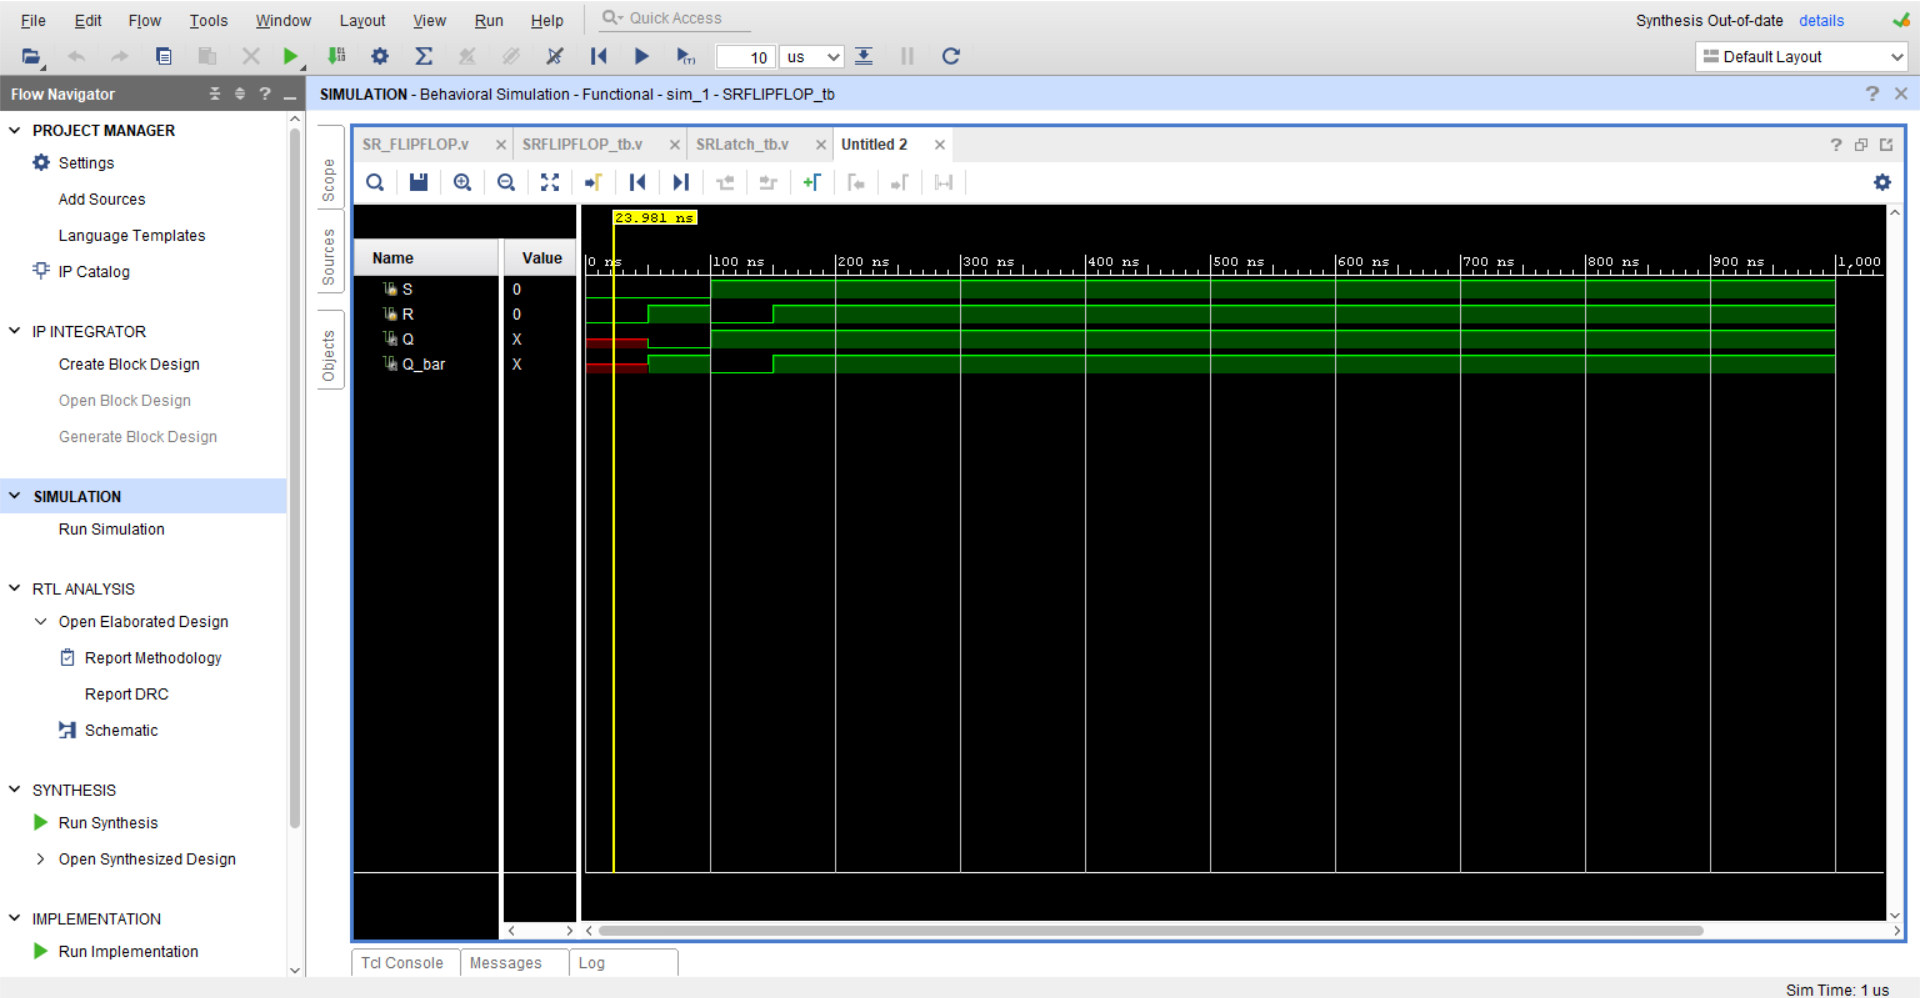 File Edit Flow Tools Window Layout View Run Help Quick Access Synthesis Out-of-date details
10 us Default Layout
Flow Navigator ? _ SIMULATION - Behavioral Simulation - Functional - sim_1 - SRFLIPFLOP_tb ? ×
PROJECT MANAGER
Settings
Add Sources
Language Templates
IP Catalog
IP INTEGRATOR
Create Block Design
Open Block Design
Generate Block Design
SIMULATION
Run Simulation
RTL ANALYSIS
Open Elaborated Design
Report Methodology
Report DRC
Schematic
SYNTHESIS
Run Synthesis
Open Synthesized Design
IMPLEMENTATION
Run Implementation
Scope
Sources
Objects
SR_FLIPFLOP.v × SRFLIPFLOP_tb.v × SRLatch_tb.v × Untitled 2 × ?
23.981 ns
Name Value 0 ns 100 ns 200 ns 300 ns 400 ns 500 ns 600 ns 700 ns 800 ns 900 ns 1,000
S 0
R 0
Q X
Q_bar X
Tcl Console Messages Log
Sim Time: 1 us